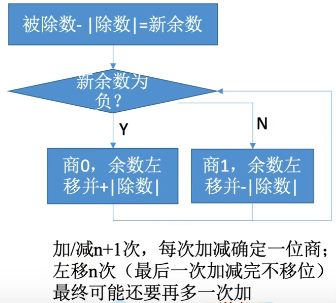 被除数- |除数|=新余数
新余数为
负?
Y
N
商0，余数左
移并+|除数|
商1，余数左
移并-|除数|
加/减n+1次，每次加减确定一位商；
左移n次（最后一次加减完不移位）
最终可能还要再多一次加